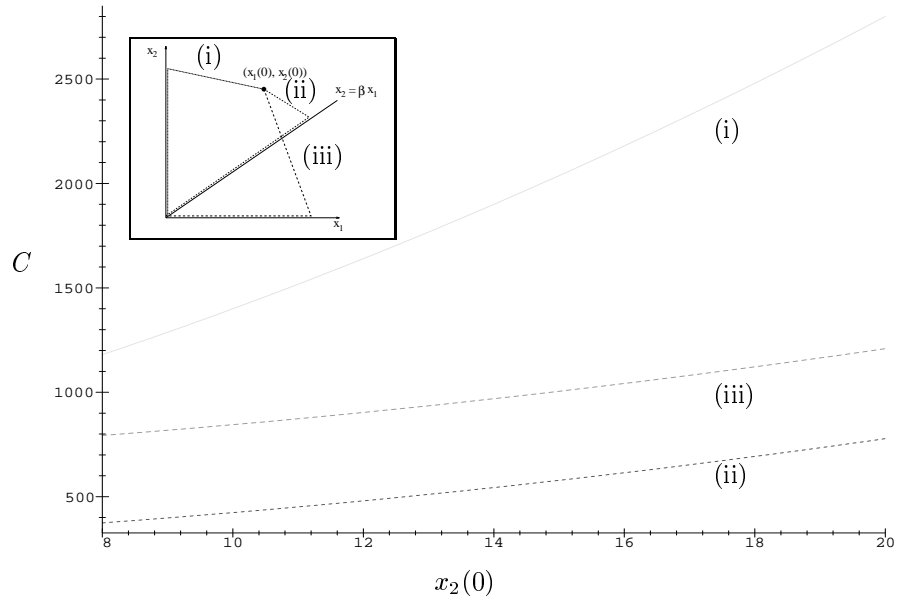 x₂
(i)
(x₁(0), x₂(0))
(ii)
x₂ = β x₁
(iii)
x₁
2500
2000
1500
1000
500
C
(i)
(iii)
(ii)
8 10 12 14 16 18 20
x₂(0)